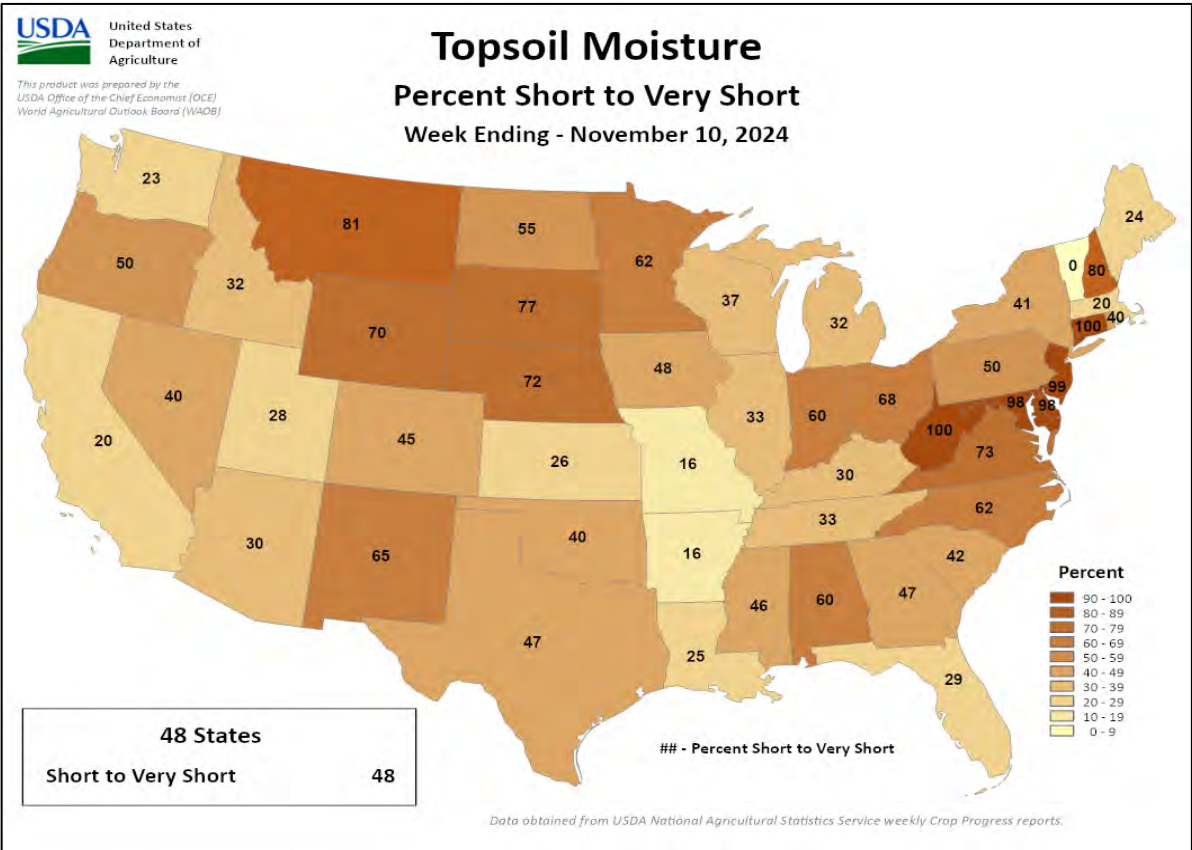 USDA
United States
Department of
Agriculture
This product was prepared by the
USDA Office of the Chief Economist (OCE)
World Agricultural Outlook Board (WAOB)
Topsoil Moisture
Percent Short to Very Short
Week Ending - November 10, 2024
23
81
55
62
24
50
32
77
37
32
41
0
80
20
100
40
70
72
48
50
99
40
28
45
33
60
68
98
98
20
26
16
100
73
30
30
65
40
16
33
62
47
46
60
47
42
25
29
Percent
90 - 100
80 - 89
70 - 79
60 - 69
50 - 59
40 - 49
30 - 39
20 - 29
10 - 19
0 - 9
48 States
Short to Very Short 48
## - Percent Short to Very Short
Data obtained from USDA National Agricultural Statistics Service weekly Crop Progress reports.